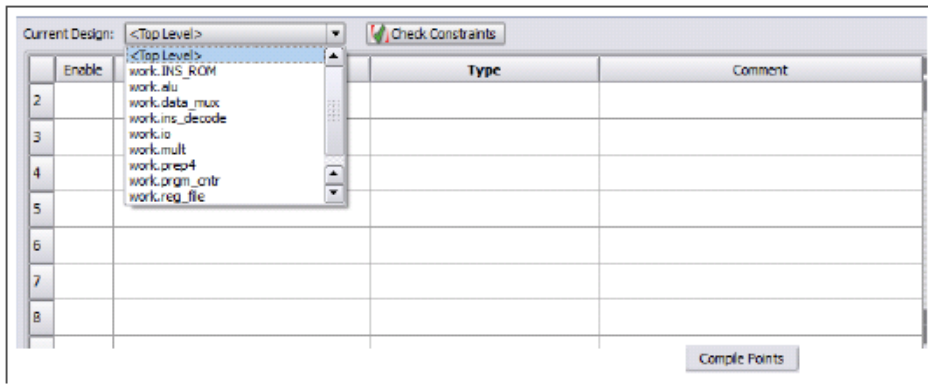 Current Design: <Top Level> Check Constraints
Enable Type Comment
<Top Level>
work.INS_ROM
work.alu
work.data_mux
work.ins_decode
work.io
work.mult
work.prep4
work.prgm_cntr
work.reg_file
2
3
4
5
6
7
8
Compile Points